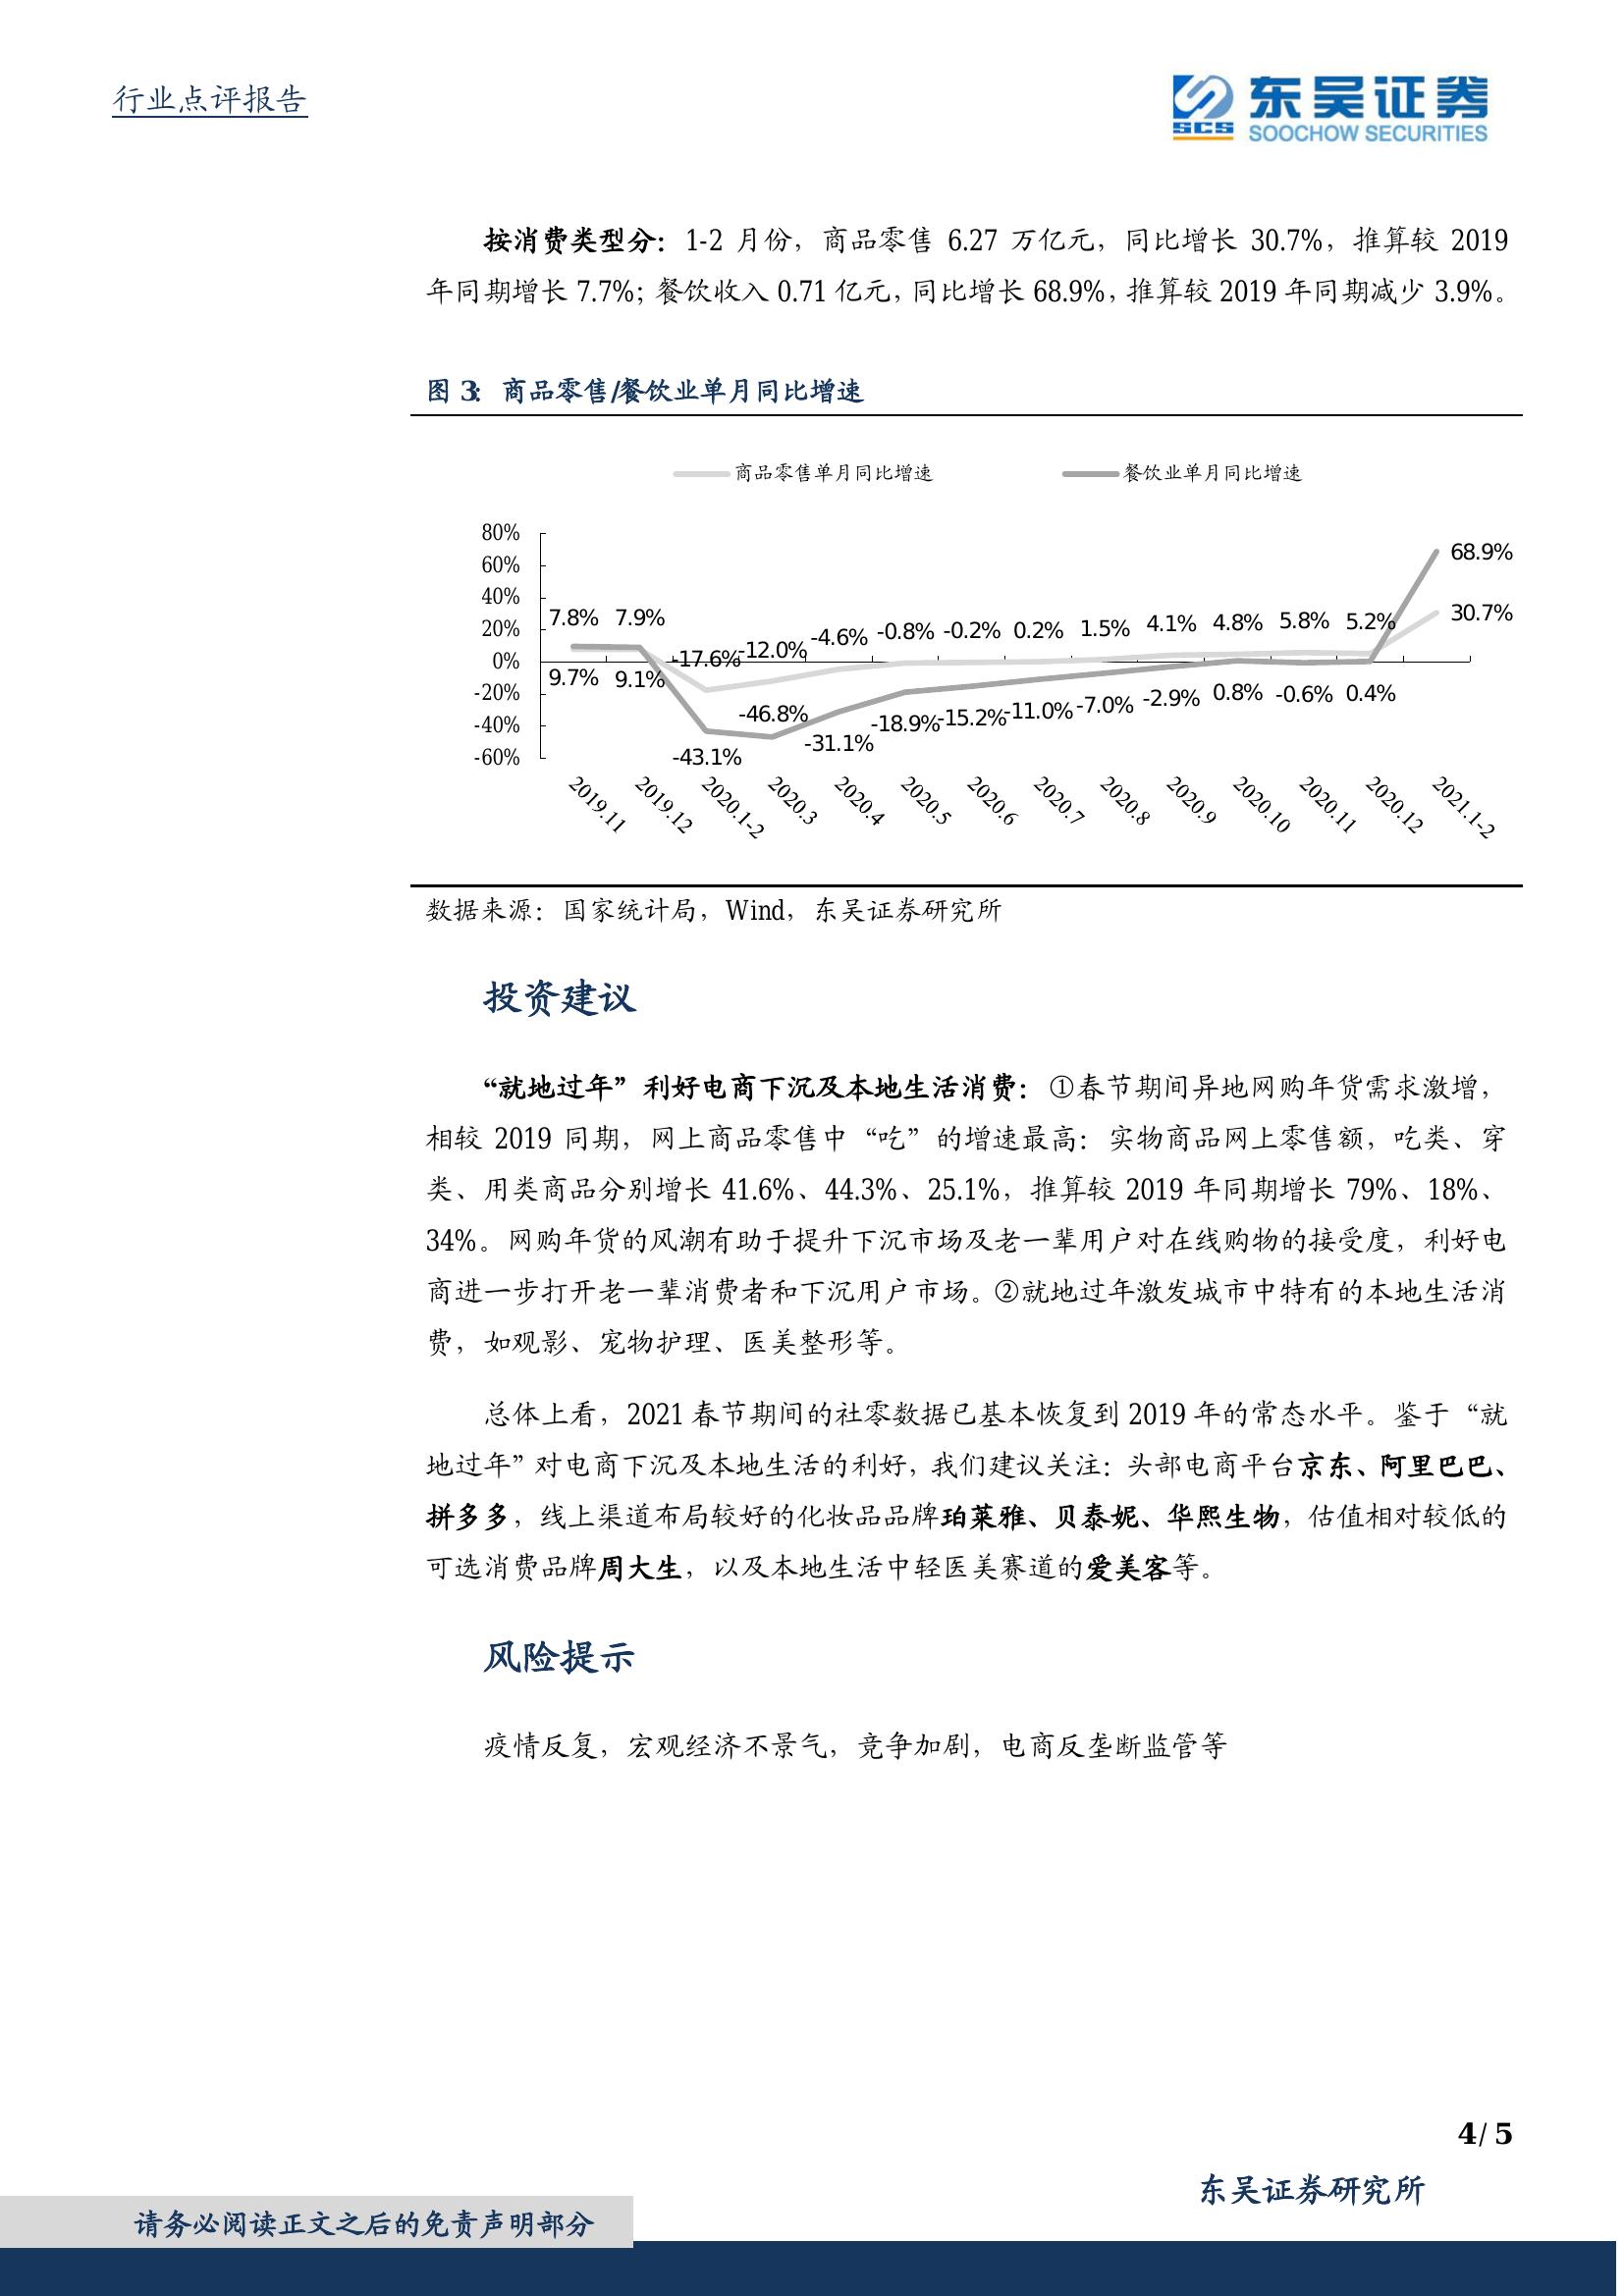 行业点评报告
SCS 东吴证券
SOOCHOW SECURITIES
按消费类型分：1-2 月份，商品零售 6.27 万亿元，同比增长 30.7%，推算较 2019
年同期增长 7.7%；餐饮收入 0.71 亿元，同比增长 68.9%，推算较 2019 年同期减少 3.9%。
图 3：商品零售/餐饮业单月同比增速
商品零售单月同比增速 餐饮业单月同比增速
80%
60%
40%
20%
0%
-20%
-40%
-60%
7.8% 7.9% -17.6% -12.0% -4.6% -0.8% -0.2% 0.2% 1.5% 4.1% 4.8% 5.8% 5.2% 30.7%
9.7% 9.1% -43.1% -46.8% -31.1% -18.9% -15.2% -11.0% -7.0% -2.9% 0.8% -0.6% 0.4% 68.9%
2019.11 2019.12 2020.1-2 2020.3 2020.4 2020.5 2020.6 2020.7 2020.8 2020.9 2020.10 2020.11 2020.12 2021.1-2
数据来源：国家统计局，Wind，东吴证券研究所
投资建议
“就地过年”利好电商下沉及本地生活消费：①春节期间异地网购年货需求激增，
相较 2019 同期，网上商品零售中“吃”的增速最高：实物商品网上零售额，吃类、穿
类、用类商品分别增长 41.6%、44.3%、25.1%，推算较 2019 年同期增长 79%、18%、
34%。网购年货的风潮有助于提升下沉市场及老一辈用户对在线购物的接受度，利好电
商进一步打开老一辈消费者和下沉用户市场。②就地过年激发城市中特有的本地生活消
费，如观影、宠物护理、医美整形等。
总体上看，2021 春节期间的社零数据已基本恢复到 2019 年的常态水平。鉴于“就
地过年”对电商下沉及本地生活的利好，我们建议关注：头部电商平台京东、阿里巴巴、
拼多多，线上渠道布局较好的化妆品品牌珀莱雅、贝泰妮、华熙生物，估值相对较低的
可选消费品牌周大生，以及本地生活中轻医美赛道的爱美客等。
风险提示
疫情反复，宏观经济不景气，竞争加剧，电商反垄断监管等
4 / 5
东吴证券研究所
请务必阅读正文之后的免责声明部分